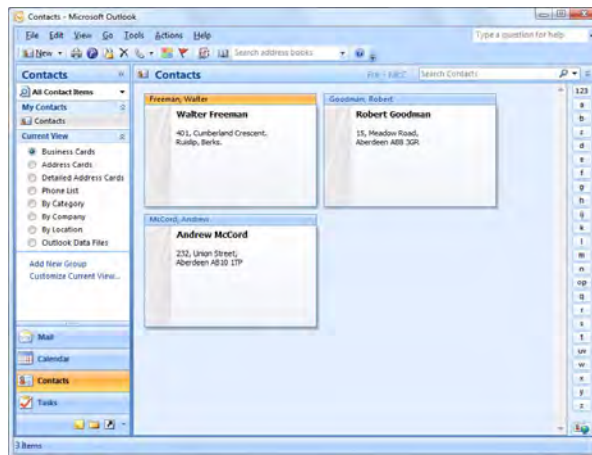 Contacts - Microsoft Outlook
File Edit View Go Tools Actions Help
Type a question for help
New
Search address books
Contacts
All Contact Items
My Contacts
Contacts
Current View
Business Cards
Address Cards
Detailed Address Cards
Phone List
By Category
By Company
By Location
Outlook Data Files
Add New Group
Customize Current View...
Mail
Calendar
Contacts
Tasks
3 Items
Contacts
Search Contacts
Freeman, Walter
Walter Freeman
401, Cumberland Crescent,
Ruislip, Berks.
Goodman, Robert
Robert Goodman
15, Meadow Road,
Aberdeen AB8 3GR
McCord, Andrew
Andrew McCord
232, Union Street,
Aberdeen AB10 1TP
123
a
b
c
d
e
f
g
h
ij
k
l
m
n
op
q
r
s
t
uv
w
x
y
z